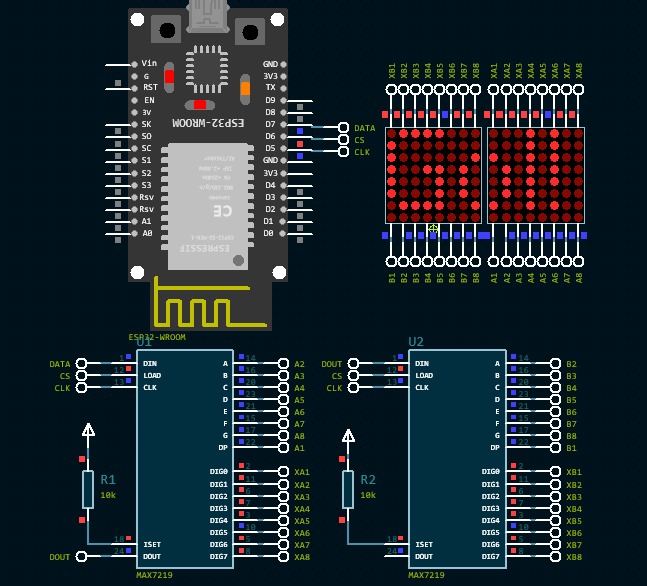 Vin GND
G 3V3
RST TX
EN D9
3v D8
SK D7 DATA
SO D6 CS
SC D5 CLK
S1 GND
S2 3V3
S3 D4
Rsv D3
Rsv D2
A1 D1
A0 D0
ESP32-WROOM
CE
ESPRESSIF
ESP32-WROOM
XB1 XB2 XB3 XB4 XB5 XB6 XB7 XB8 XA1 XA2 XA3 XA4 XA5 XA6 XA7 XA8
B1 B2 B3 B4 B5 B6 B7 B8 A1 A2 A3 A4 A5 A6 A7 A8
U1
DATA 1 DIN A 14 A2
CS 12 LOAD B 16 A3
CLK 13 CLK C 20 A4
D 23 A5
E 21 A6
F 15 A7
G 17 A8
DP 22 A1
DIG0 2 XA1
DIG1 11 XA2
DIG2 6 XA3
DIG3 7 XA4
DIG4 3 XA5
DIG5 10 XA6
18 ISET DIG6 5 XA7
DOUT 24 DOUT DIG7 8 XA8
R1
10k
MAX7219
U2
DOUT 1 DIN A 14 B2
CS 12 LOAD B 16 B3
CLK 13 CLK C 20 B4
D 23 B5
E 21 B6
F 15 B7
G 17 B8
DP 22 B1
DIG0 2 XB1
DIG1 11 XB2
DIG2 6 XB3
DIG3 7 XB4
DIG4 3 XB5
DIG5 10 XB6
18 ISET DIG6 5 XB7
24 DOUT DIG7 8 XB8
R2
10k
MAX7219